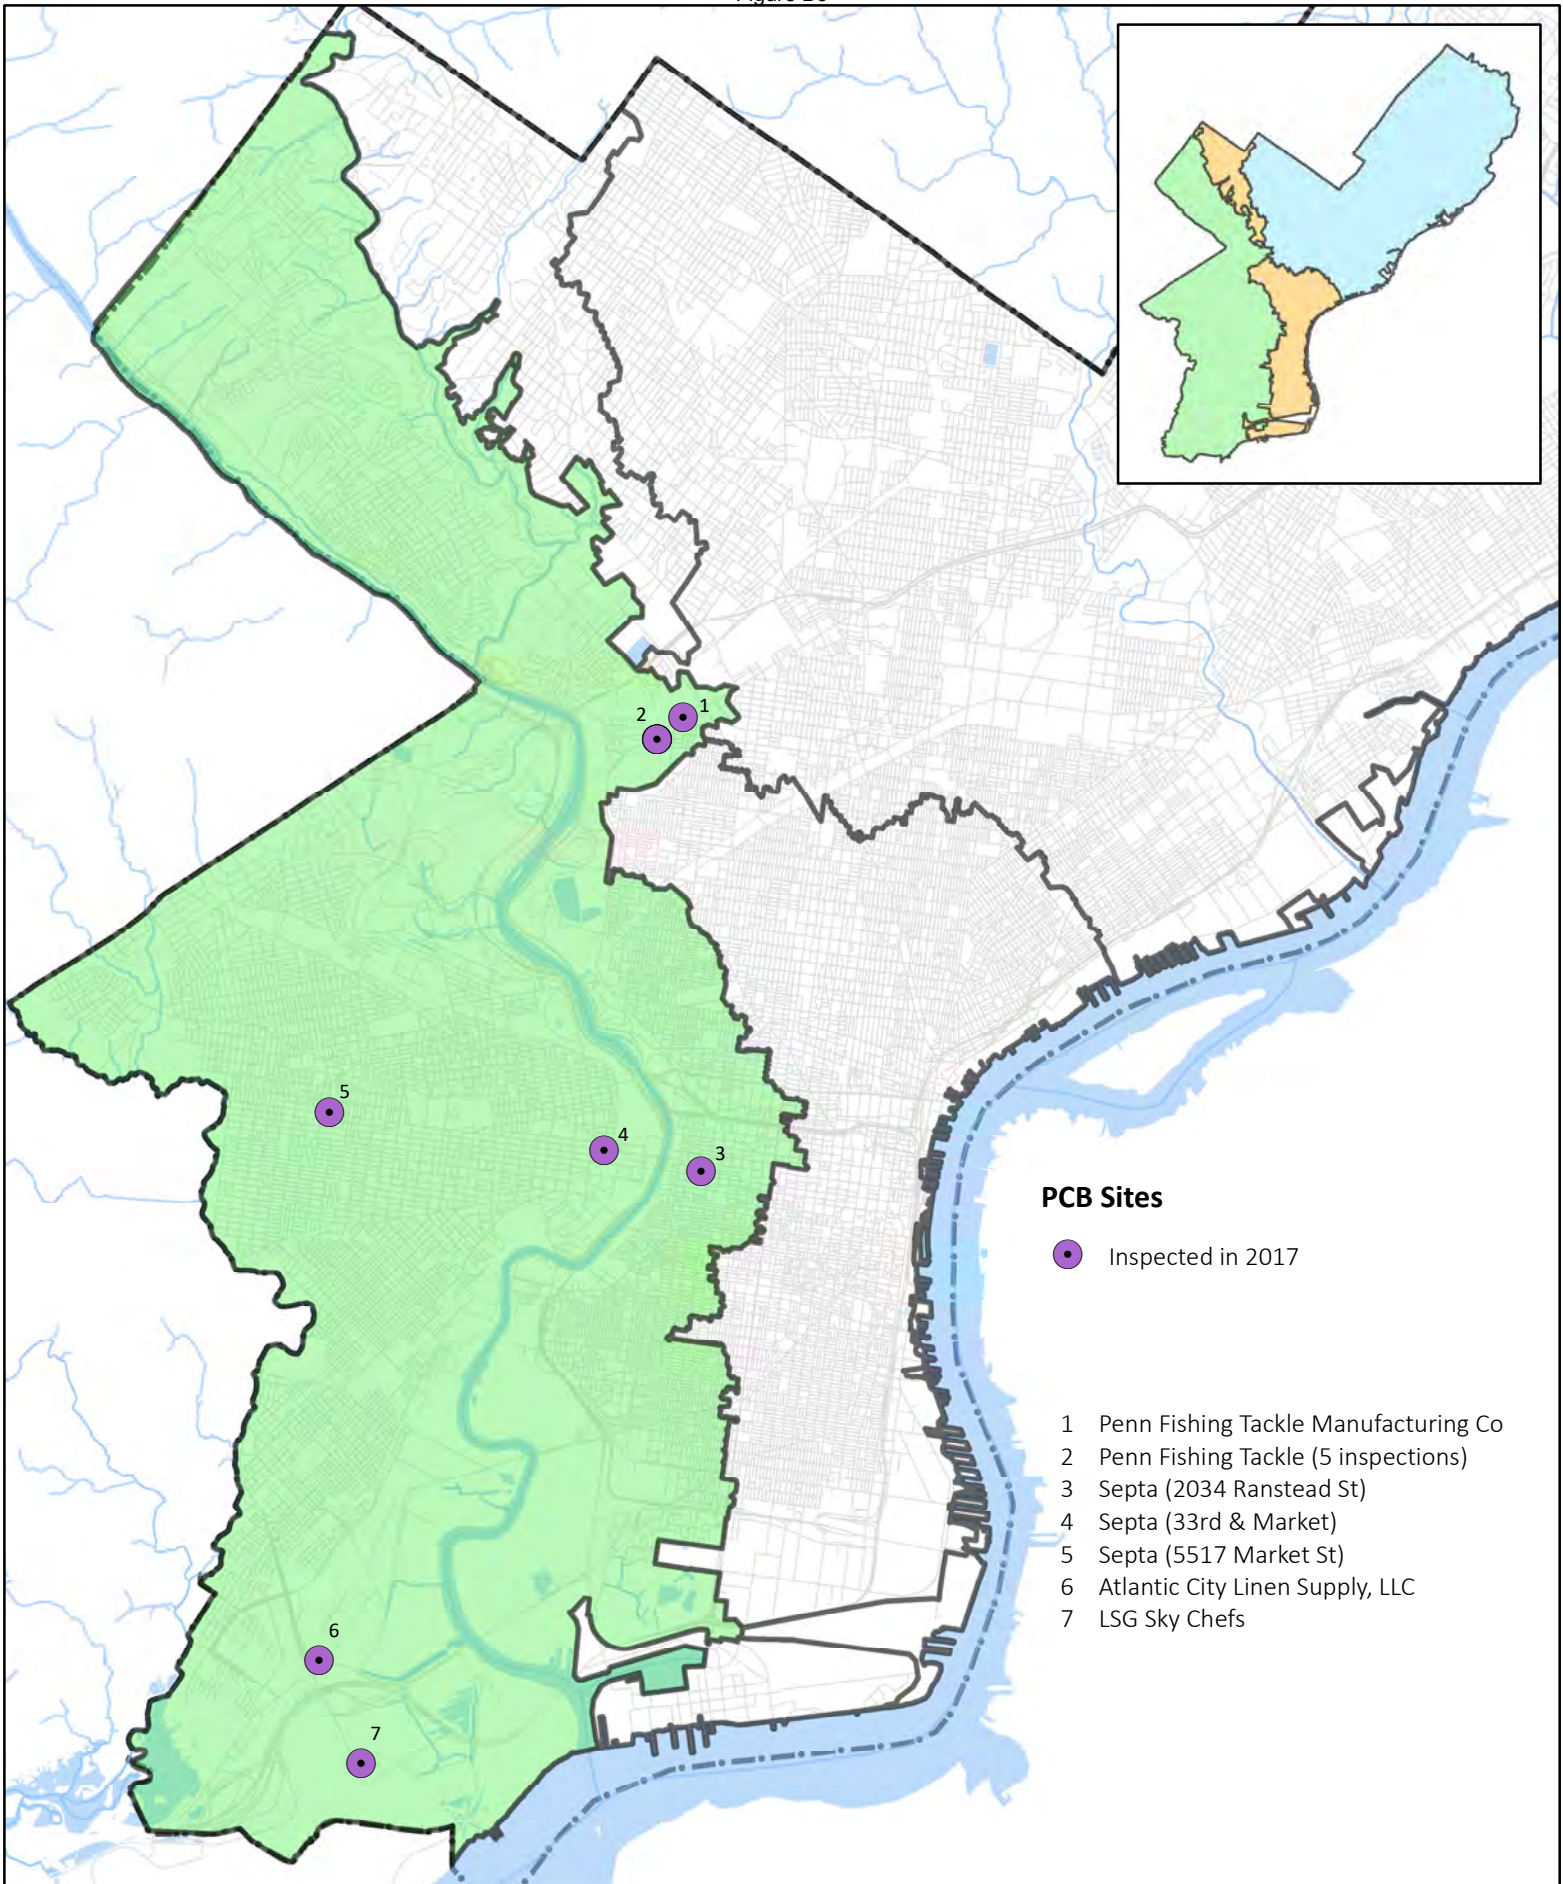 1
2
5
4
3
PCB Sites
Inspected in 2017
1 Penn Fishing Tackle Manufacturing Co
2 Penn Fishing Tackle (5 inspections)
3 Septa (2034 Ranstead St)
4 Septa (33rd & Market)
5 Septa (5517 Market St)
6 Atlantic City Linen Supply, LLC
7 LSG Sky Chefs
6
7